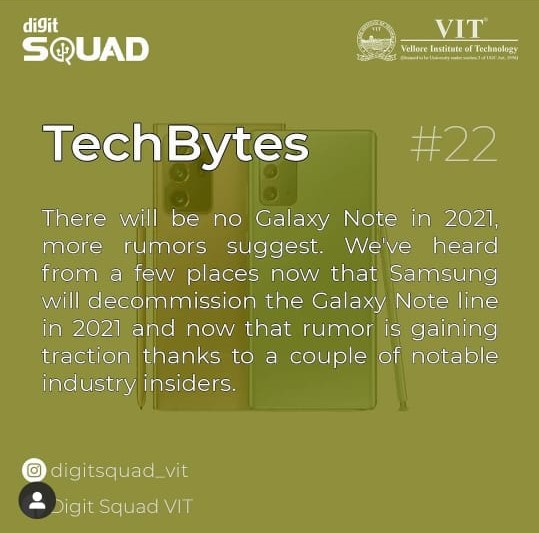 digit
SQUAD
VIT®
Vellore Institute of Technology
(Deemed to be University under section 3 of UGC Act, 1956)
TechBytes
#22
There will be no Galaxy Note in 2021,
more rumors suggest. We've heard
from a few places now that Samsung
will decommission the Galaxy Note line
in 2021 and now that rumor is gaining
traction thanks to a couple of notable
industry insiders.
digitsquad_vit
Digit Squad VIT